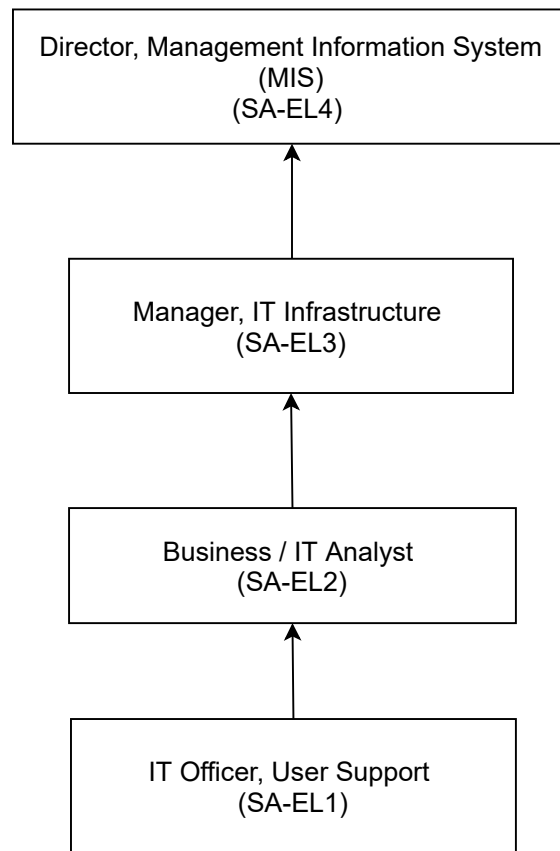 Director, Management Information System
(MIS)
(SA-EL4)
Manager, IT Infrastructure
(SA-EL3)
Business / IT Analyst
(SA-EL2)
IT Officer, User Support
(SA-EL1)